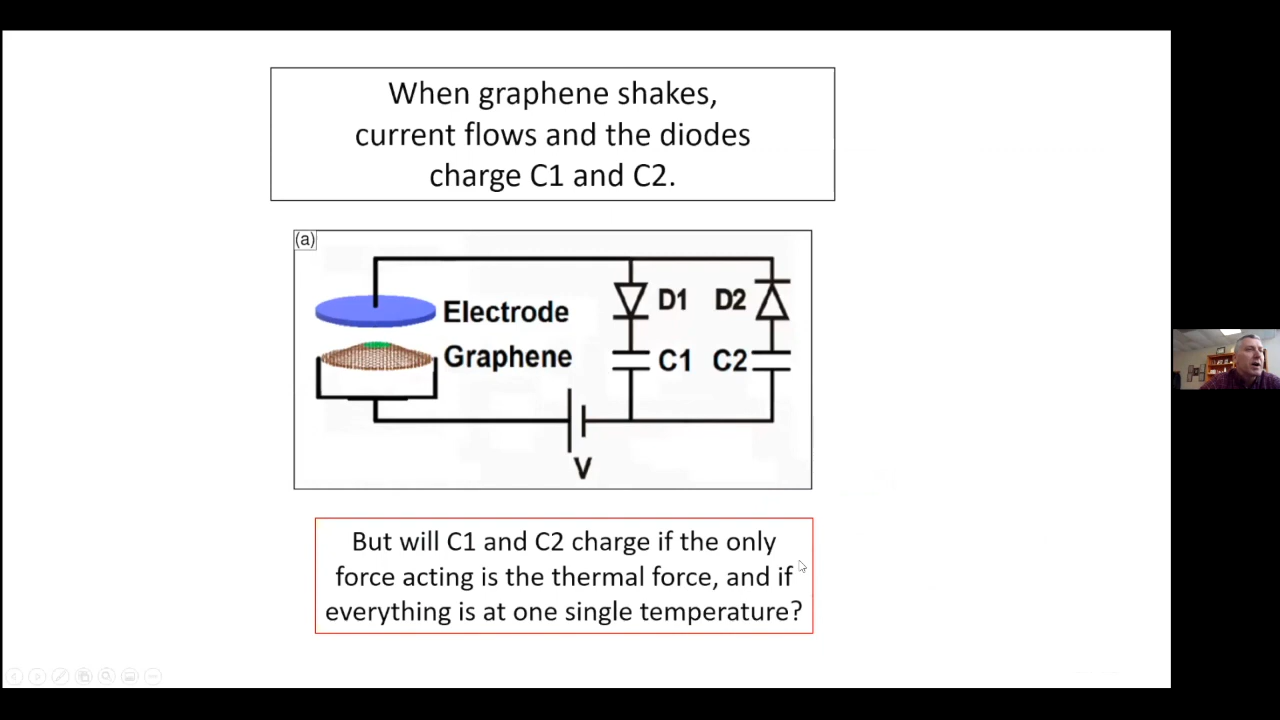 When graphene shakes,
current flows and the diodes
charge C1 and C2.
(a)
Electrode
Graphene
D1
D2
C1
C2
V
But will C1 and C2 charge if the only
force acting is the thermal force, and if
everything is at one single temperature?